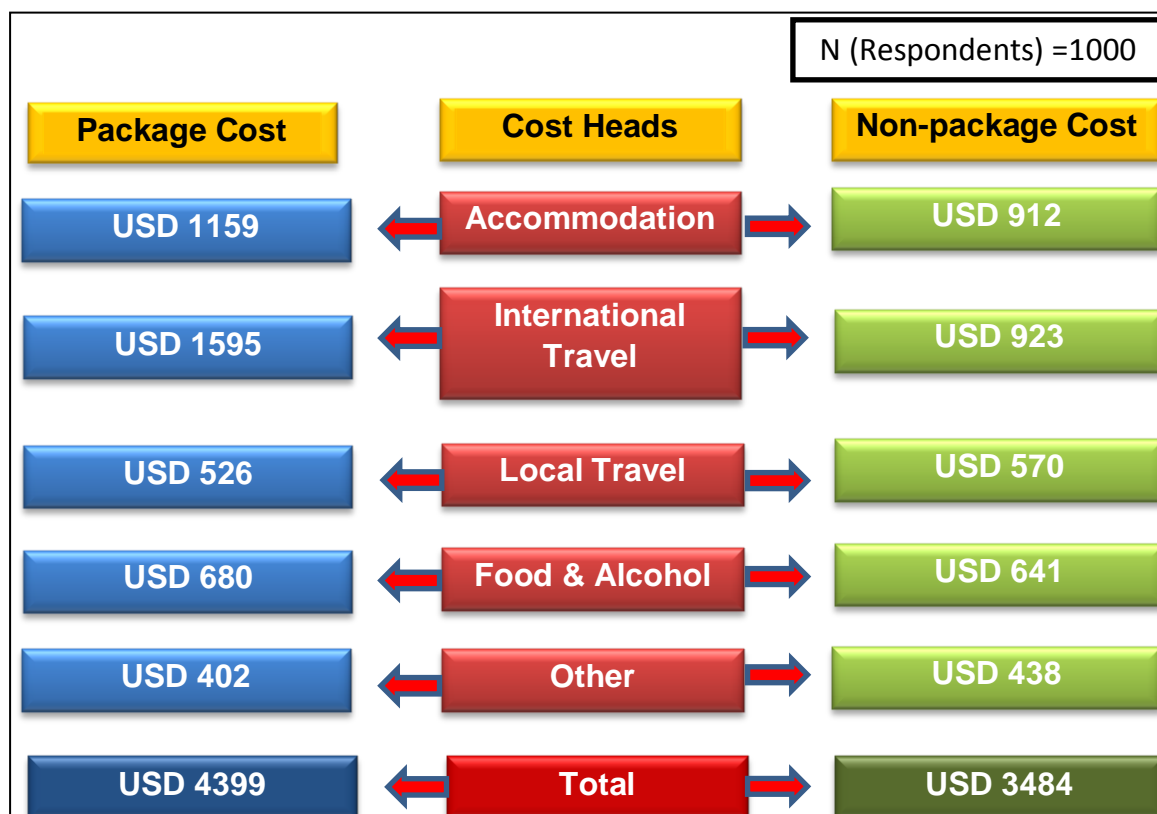 N (Respondents) =1000
Package Cost
Cost Heads
Non-package Cost
USD 1159
Accommodation
USD 912
USD 1595
International
Travel
USD 923
USD 526
Local Travel
USD 570
USD 680
Food & Alcohol
USD 641
USD 402
Other
USD 438
USD 4399
Total
USD 3484